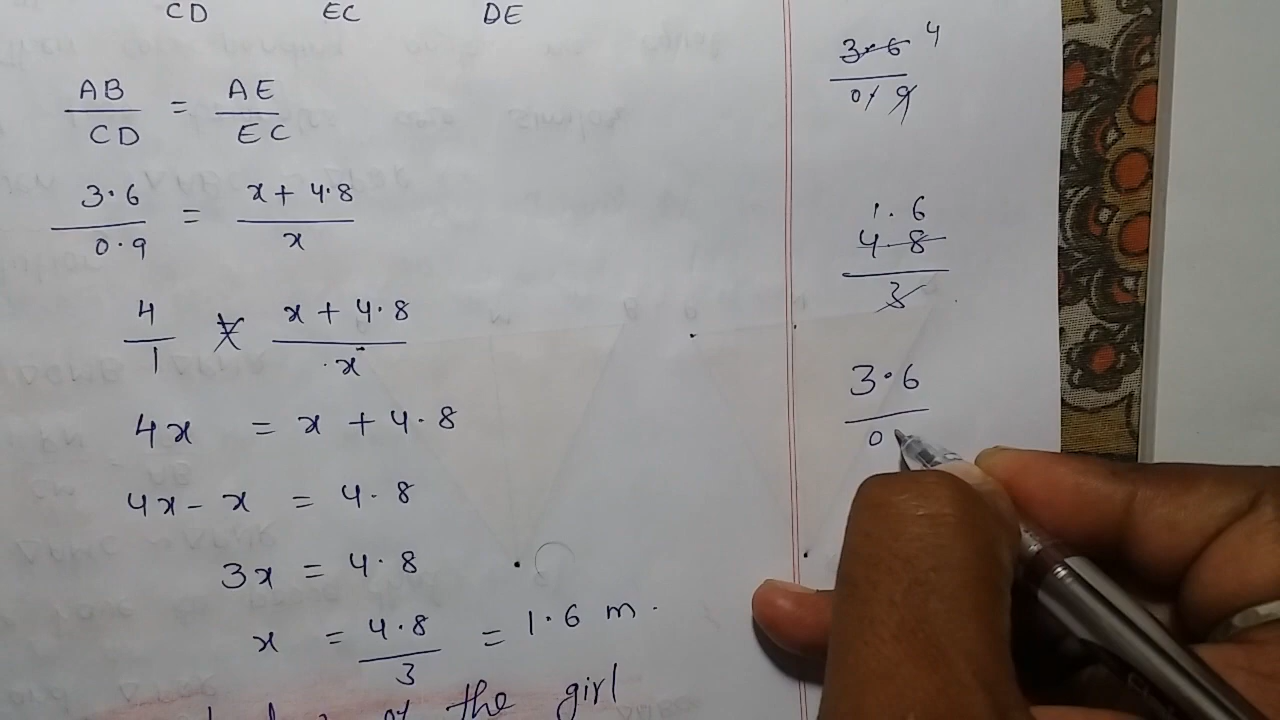 CD EC DE
AB / CD = AE / EC
3.6 / 0.9 = x + 4.8 / x
4 / 1 × x + 4.8 / x
4x = x + 4.8
4x - x = 4.8
3x = 4.8
x = 4.8 / 3 = 1.6 m.
of the girl
3.6 4
0.9
1.6
4.8
3
3.6
0